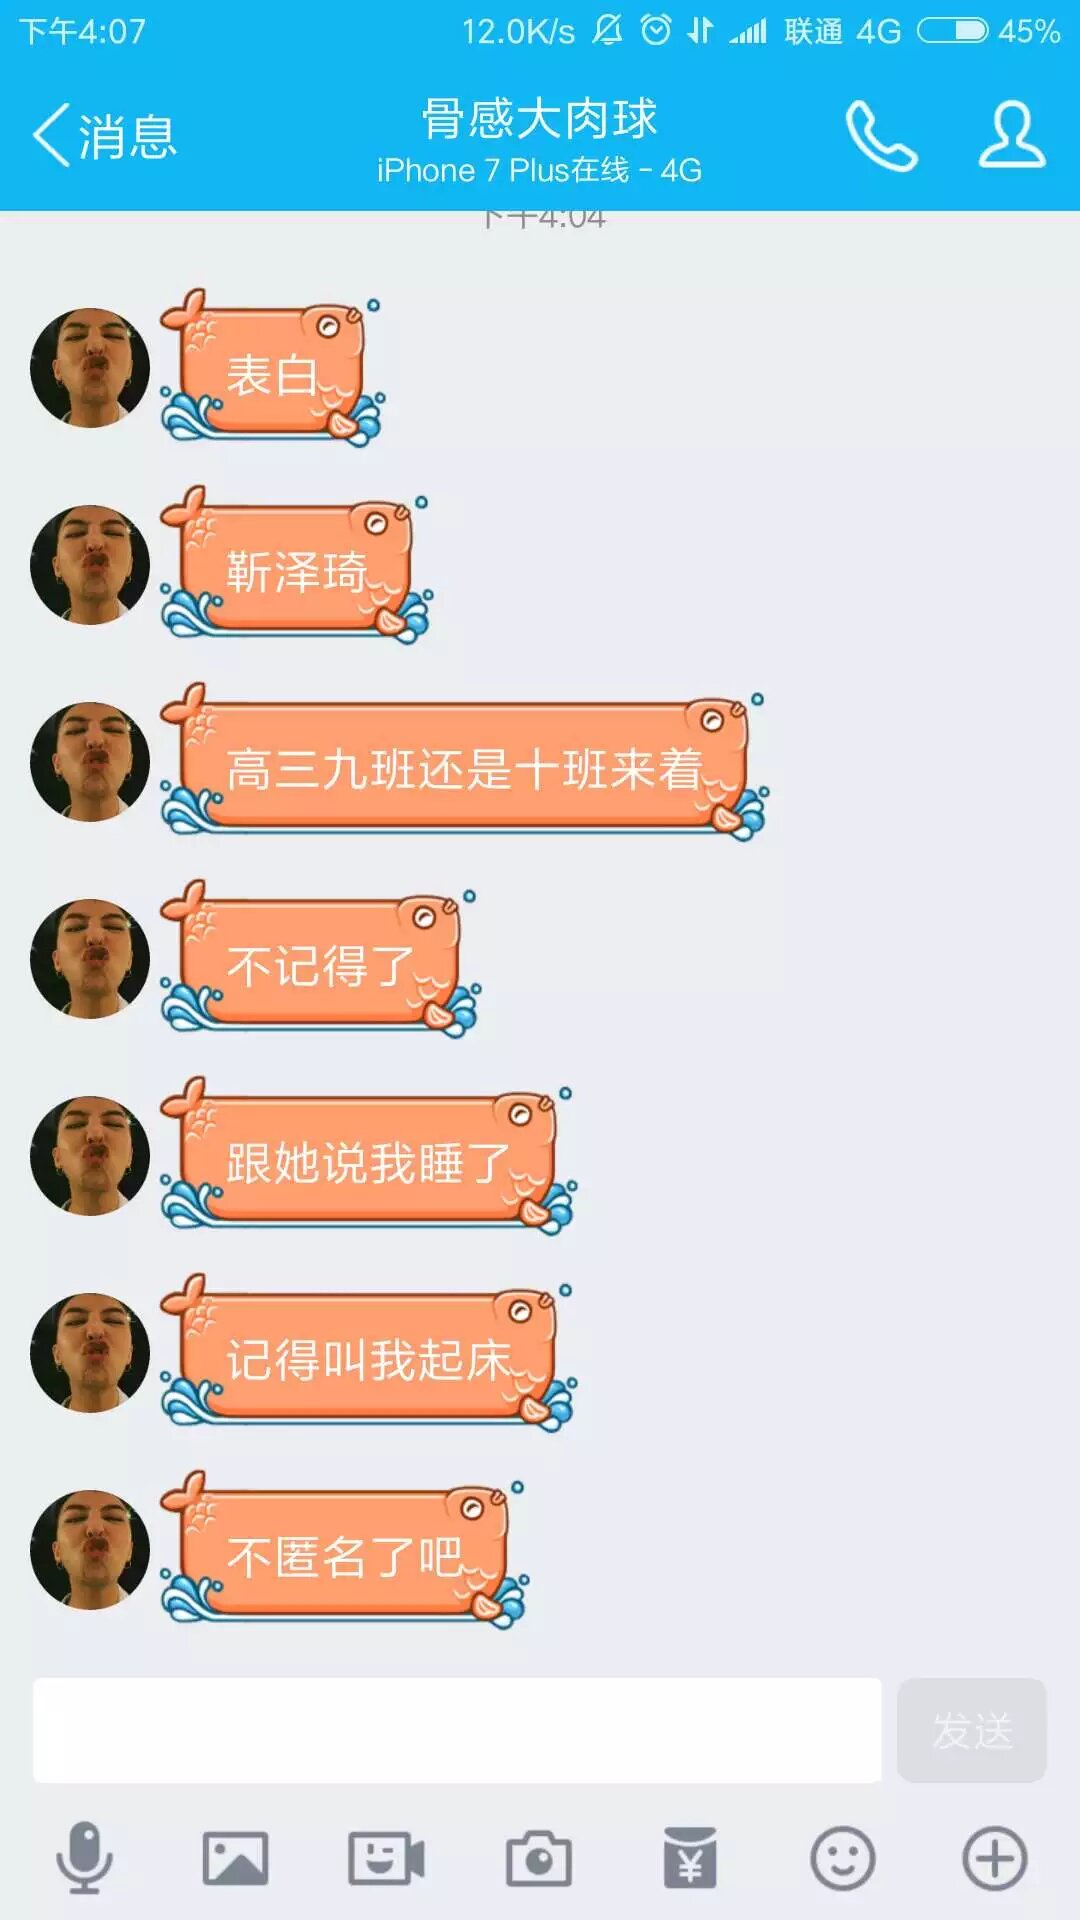 下午4:07
12.0K/s 联通 4G 45%
消息
骨感大肉球
iPhone 7 Plus在线 - 4G
下午4:04
表白
靳泽琦
高三九班还是十班来着
不记得了
跟她说我睡了
记得叫我起床
不匿名了吧
发送